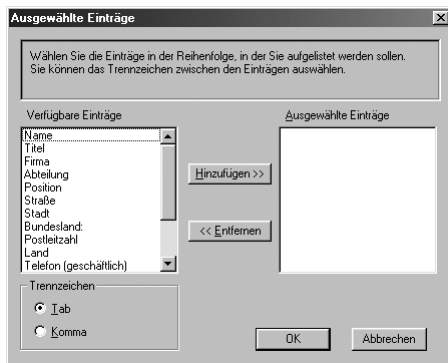 Ausgewählte Einträge
Wählen Sie die Einträge in der Reihenfolge, in der Sie aufgelistet werden sollen.
Sie können das Trennzeichen zwischen den Einträgen auswählen.
Verfügbare Einträge
Ausgewählte Einträge
Name
Titel
Firma
Abteilung
Position
Straße
Stadt
Bundesland:
Postleitzahl
Land
Telefon (geschäftlich)
Hinzufügen >>
<< Entfernen
Trennzeichen
Tab
Komma
OK
Abbrechen